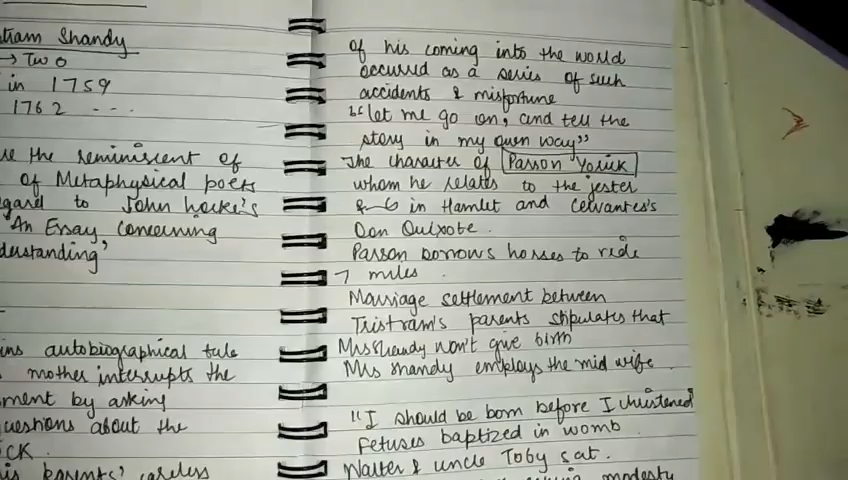 tram Shandy
→ Two
in 1759
1762 ...
the reminiscent of
of Metaphysical poets
gard to John Locke's
"An Essay Concerning
derstanding'
ins autobiographical tale
mother interrupts the
ment by asking
uestions about the
OCK.
is parents' careless
of his coming into the world
occurred as a series of such
accidents & misfortune
"let me go on, and tell the
story in my own way"
The character of Parson Yorick
whom he relates to the jester
in Hamlet and Cervantes's
Don Quixote.
Parson borrows horses to ride
7 miles.
Marriage settlement between
Tristram's parents stipulates that
Mrs shandy won't give birth
Mrs shandy employs the mid wife.
"I should be born before I christened"
Fetuses baptized in womb.
Walter & uncle Toby sat.
modesty